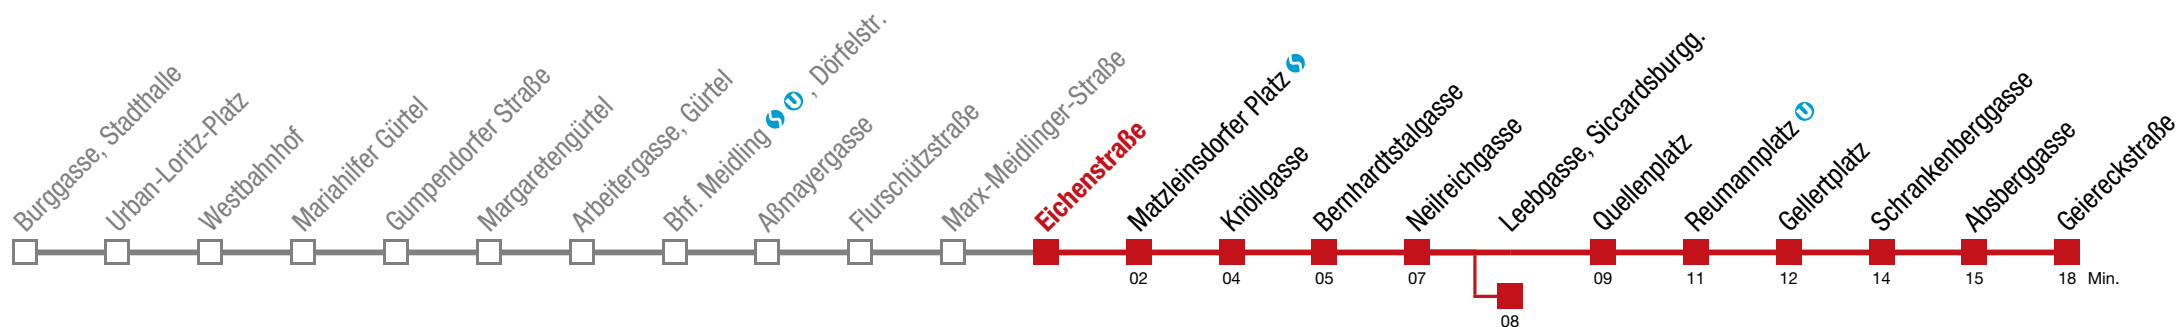 Burggasse, Stadthalle
Urban-Loritz-Platz
Westbahnhof
Mariahilfer Gürtel
Gumpendorfer Straße
Margaretengürtel
Arbeitergasse, Gürtel
Bhf. Meidling S U , Dörfelstr.
Aßmayergasse
Flurschützstraße
Marx-Meidlinger-Straße
Eichenstraße
Matzleinsdorfer Platz S
Knöllgasse
Bernhardtstalgasse
Neilreichgasse
Leebgasse, Siccardsburgg.
Quellenplatz
Reumannplatz U
Gellertplatz
Schrankenberggasse
Absberggasse
Geiereckstraße
02 04 05 07 09 11 12 14 15 18 Min.
08